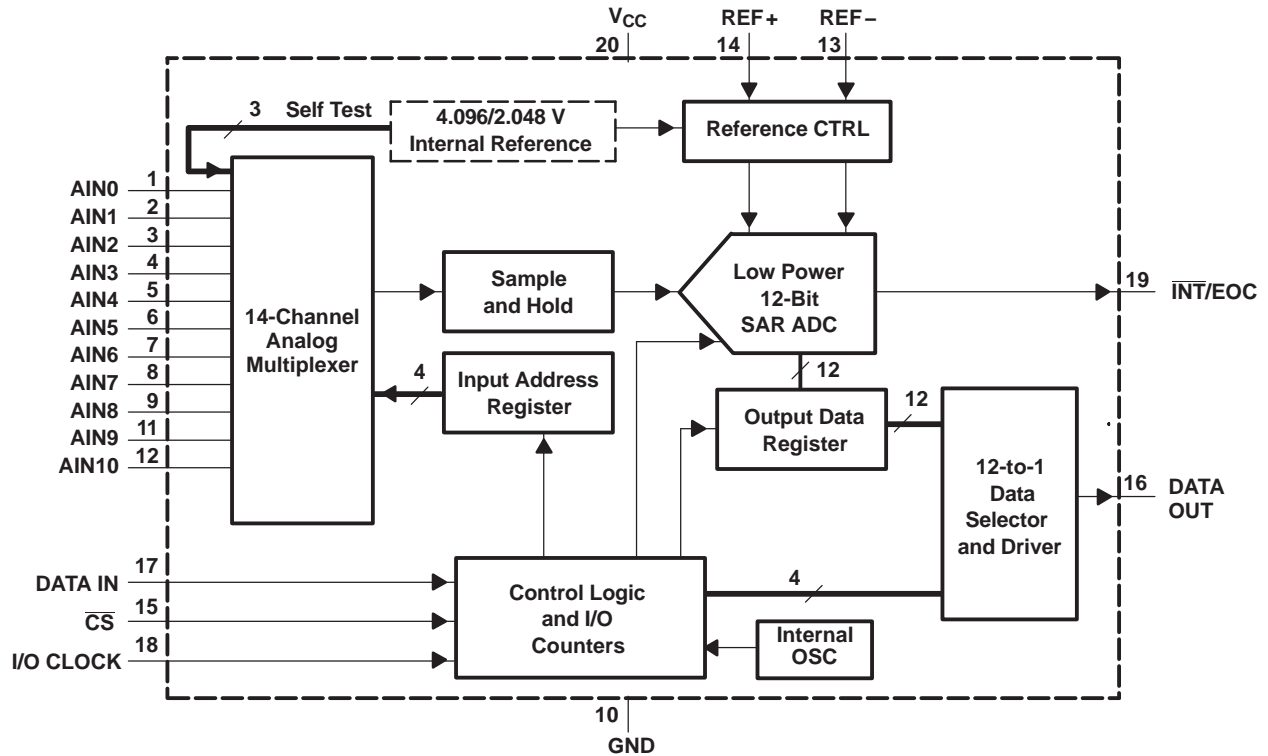 VCC
20
REF+
14
REF–
13
3
Self Test
4.096/2.048 V
Internal Reference
Reference CTRL
AIN0
1
AIN1
2
AIN2
3
AIN3
4
AIN4
5
AIN5
6
AIN6
7
AIN7
8
AIN8
9
AIN9
11
AIN10
12
14-Channel
Analog
Multiplexer
Sample
and Hold
Low Power
12-Bit
SAR ADC
19
INT/EOC
4
Input Address
Register
12
Output Data
Register
12
12-to-1
Data
Selector
and Driver
16
DATA
OUT
DATA IN
17
CS
15
I/O CLOCK
18
Control Logic
and I/O
Counters
4
Internal
OSC
10
GND